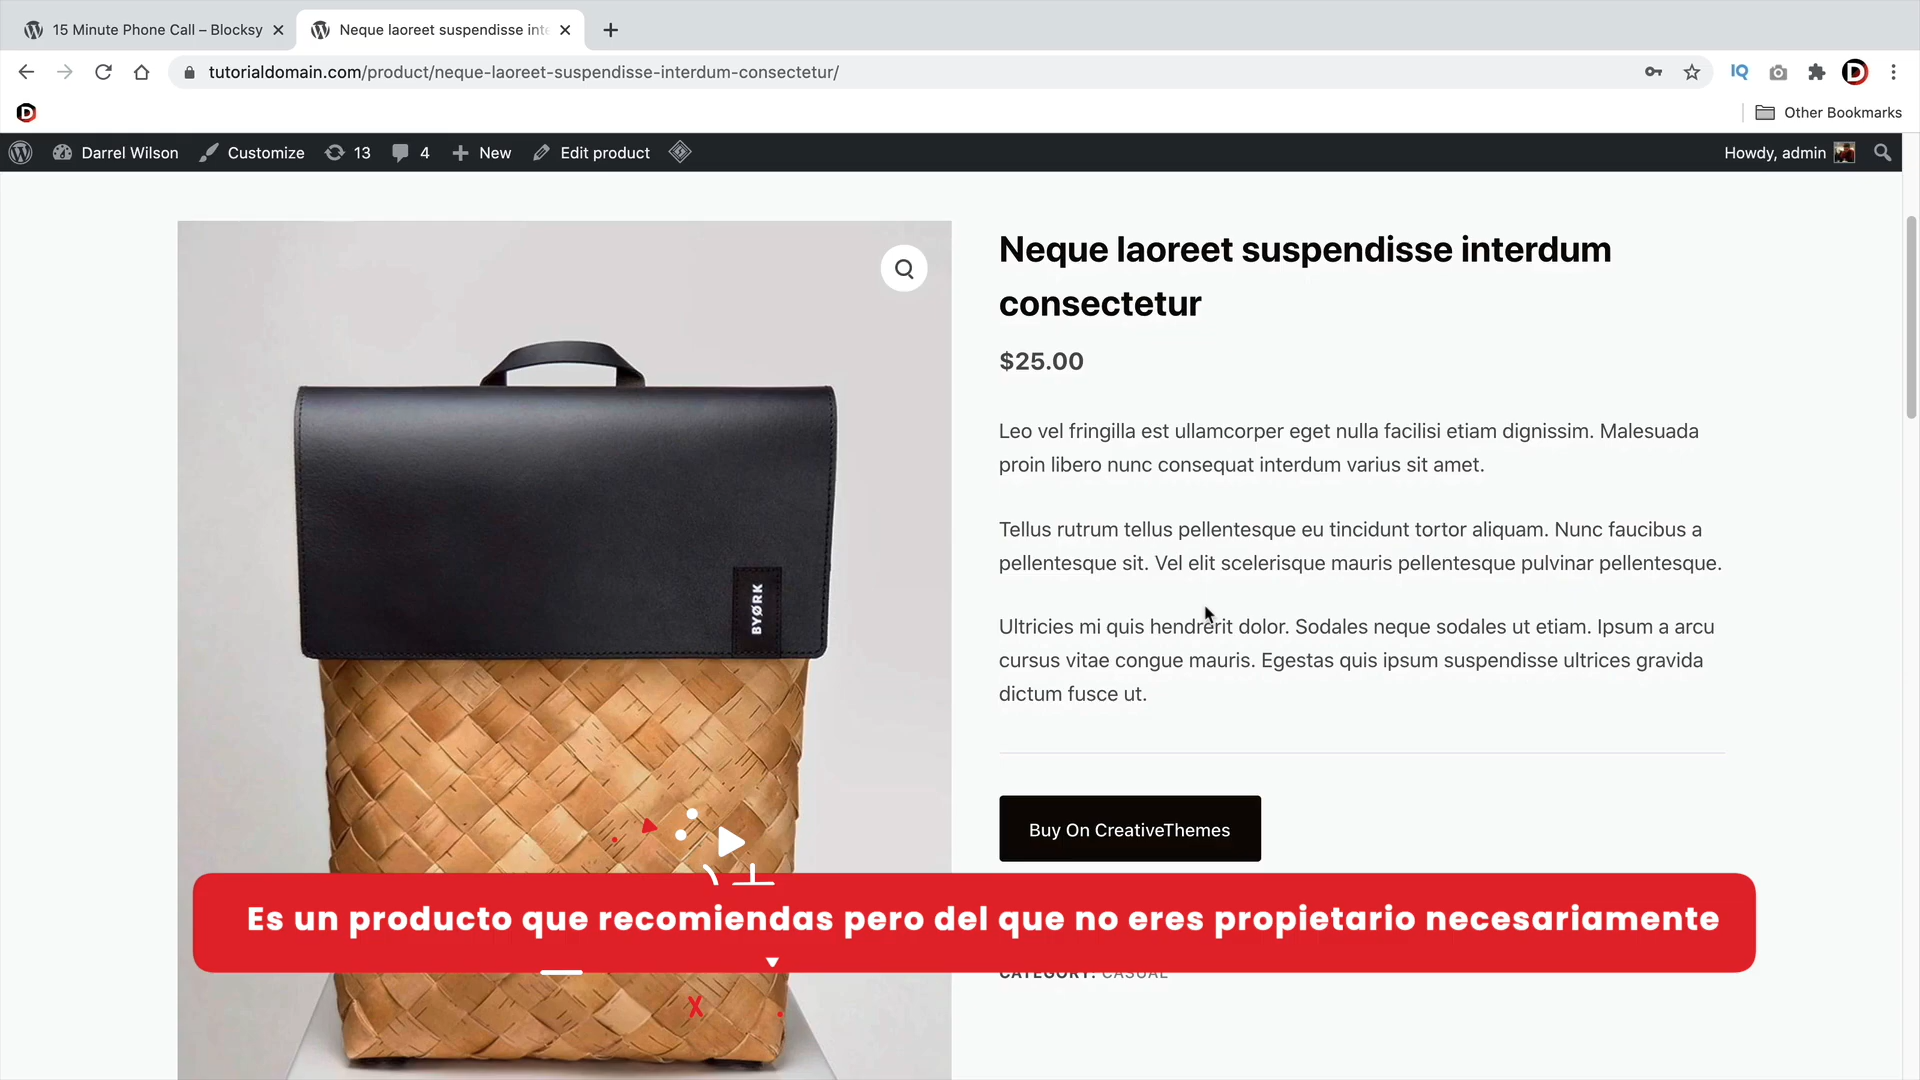 15 Minute Phone Call – Blocksy
Neque laoreet suspendisse int
tutorialdomain.com/product/neque-laoreet-suspendisse-interdum-consectetur/
IQ
D
D
Other Bookmarks
Darrel Wilson
Customize
13
4
New
Edit product
Howdy, admin
Neque laoreet suspendisse interdum
consectetur
$25.00
Leo vel fringilla est ullamcorper eget nulla facilisi etiam dignissim. Malesuada
proin libero nunc consequat interdum varius sit amet.
Tellus rutrum tellus pellentesque eu tincidunt tortor aliquam. Nunc faucibus a
pellentesque sit. Vel elit scelerisque mauris pellentesque pulvinar pellentesque.
BYØRK
Ultricies mi quis hendrerit dolor. Sodales neque sodales ut etiam. Ipsum a arcu
cursus vitae congue mauris. Egestas quis ipsum suspendisse ultrices gravida
dictum fusce ut.
Buy On CreativeThemes
Es un producto que recomiendas pero del que no eres propietario necesariamente
CATEGORY: CASUAL